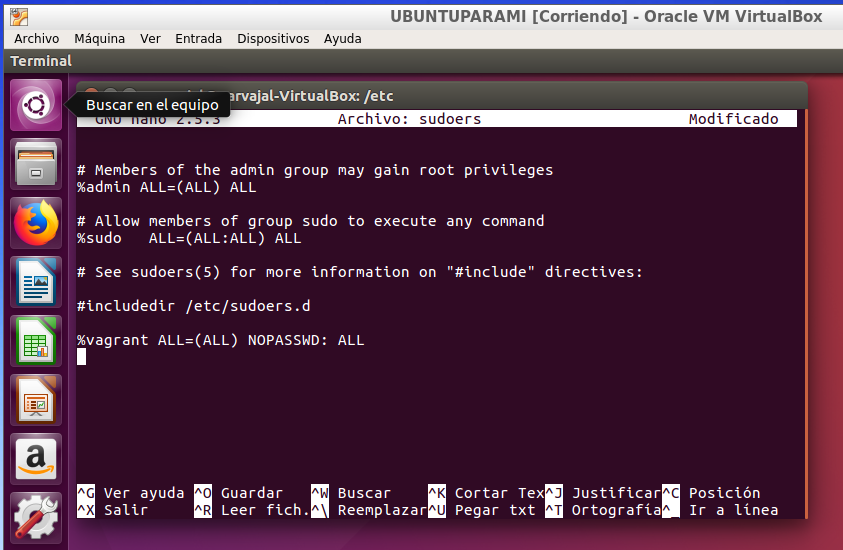 UBUNTUPARAMI [Corriendo] - Oracle VM VirtualBox
Archivo Máquina Ver Entrada Dispositivos Ayuda
Terminal
Buscar en el equipo
arvajal-VirtualBox: /etc
GNU nano 2.5.3 Archivo: sudoers Modificado
# Members of the admin group may gain root privileges
%admin ALL=(ALL) ALL
# Allow members of group sudo to execute any command
%sudo ALL=(ALL:ALL) ALL
# See sudoers(5) for more information on "#include" directives:
#includedir /etc/sudoers.d
%vagrant ALL=(ALL) NOPASSWD: ALL
^G Ver ayuda ^O Guardar ^W Buscar ^K Cortar Tex ^J Justificar ^C Posición
^X Salir ^R Leer fich. ^\ Reemplazar ^U Pegar txt ^T Ortografía ^_ Ir a línea